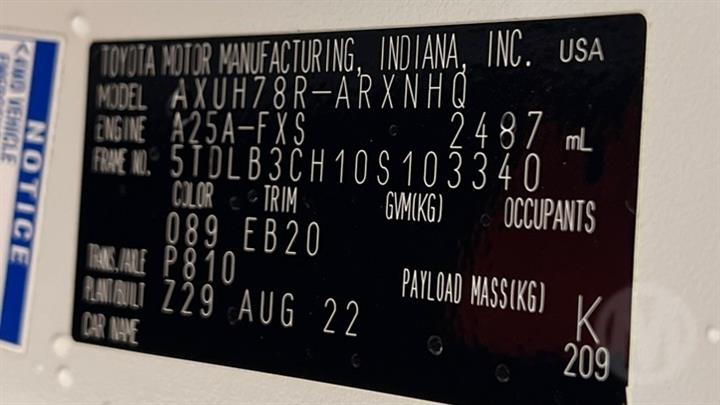 TOYOTA MOTOR MANUFACTURING, INDIANA, INC. USA
MODEL AXUH78R-ARXNHQ
ENGINE A25A-FXS 2487 mL
FRAME NO. 5TDLB3CH10S103340
COLOR TRIM GVM(KG) OCCUPANTS
089 EB20
TRANS./AXLE P810
PAYLOAD MASS(KG)
PLANT/BUILT Z29 AUG 22 K
CAR NAME 209
NOTICE
4WD VEHICLE